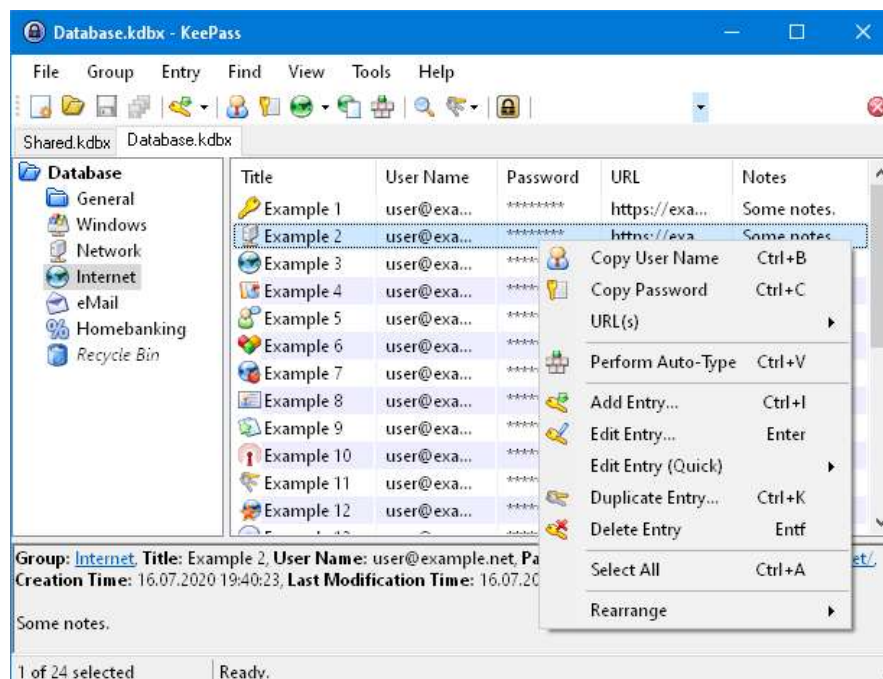 Database.kdbx - KeePass
File Group Entry Find View Tools Help
Shared.kdbx Database.kdbx
Database
General
Windows
Network
Internet
eMail
Homebanking
Recycle Bin
Title User Name Password URL Notes
Example 1 user@exa... ******** https://exa... Some notes.
Example 2 user@exa... ******** https://exa... Some notes.
Example 3 user@exa...
Example 4 user@exa...
Example 5 user@exa...
Example 6 user@exa...
Example 7 user@exa...
Example 8 user@exa...
Example 9 user@exa...
Example 10 user@exa...
Example 11 user@exa...
Example 12 user@exa...
Copy User Name Ctrl+B
Copy Password Ctrl+C
URL(s)
Perform Auto-Type Ctrl+V
Add Entry... Ctrl+I
Edit Entry... Enter
Edit Entry (Quick)
Duplicate Entry... Ctrl+K
Delete Entry Entf
Select All Ctrl+A
Rearrange
Group: Internet, Title: Example 2, User Name: user@example.net, Pa et/,
Creation Time: 16.07.2020 19:40:23, Last Modification Time: 16.07.20
Some notes.
1 of 24 selected Ready.